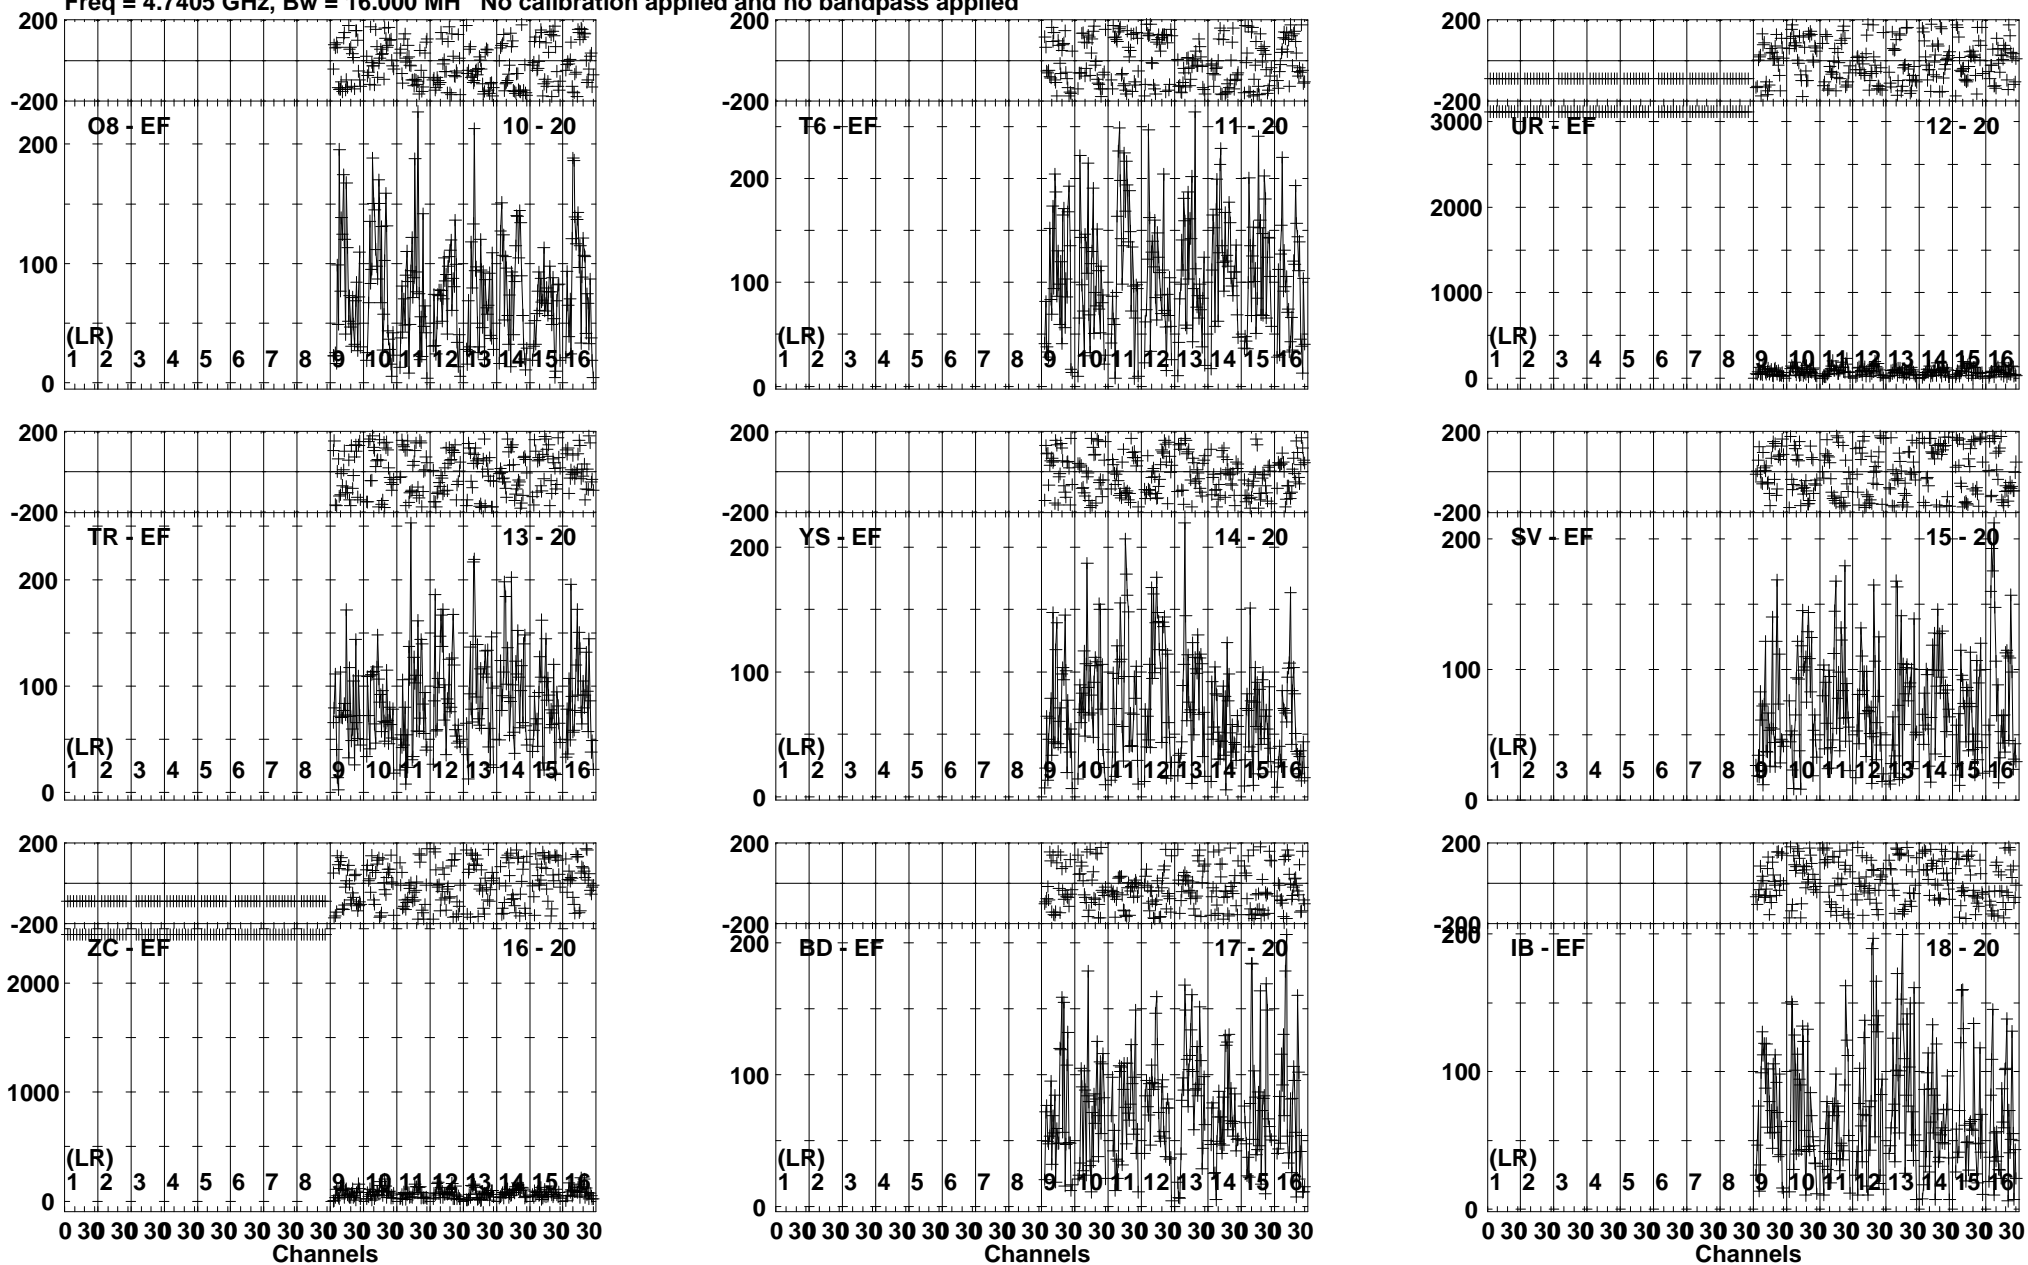 Freq = 4.7405 GHz, Bw = 16.000 MH No calibration applied and no bandpass applied
200
-200
O8 - EF 10 - 20
200
100
(LR)
1 2 3 4 5 6 7 8 9 10 11 12 13 14 15 16
0
200
-200
T6 - EF 11 - 20
200
100
(LR)
1 2 3 4 5 6 7 8 9 10 11 12 13 14 15 16
0
200
-200
UR - EF 12 - 20
3000
2000
1000
(LR)
1 2 3 4 5 6 7 8 9 10 11 12 13 14 15 16
0
200
-200
TR - EF 13 - 20
200
100
(LR)
1 2 3 4 5 6 7 8 9 10 11 12 13 14 15 16
0
200
-200
YS - EF 14 - 20
200
100
(LR)
1 2 3 4 5 6 7 8 9 10 11 12 13 14 15 16
0
200
-200
SV - EF 15 - 20
200
100
(LR)
1 2 3 4 5 6 7 8 9 10 11 12 13 14 15 16
0
200
-200
ZC - EF 16 - 20
2000
1000
(LR)
1 2 3 4 5 6 7 8 9 10 11 12 13 14 15 16
0
0 30 30 30 30 30 30 30 30 30 30 30 30 30 30 30 30
Channels
200
-200
BD - EF 17 - 20
200
100
(LR)
1 2 3 4 5 6 7 8 9 10 11 12 13 14 15 16
0
0 30 30 30 30 30 30 30 30 30 30 30 30 30 30 30 30
Channels
200
-200
200
IB - EF 18 - 20
100
(LR)
1 2 3 4 5 6 7 8 9 10 11 12 13 14 15 16
0
0 30 30 30 30 30 30 30 30 30 30 30 30 30 30 30 30
Channels